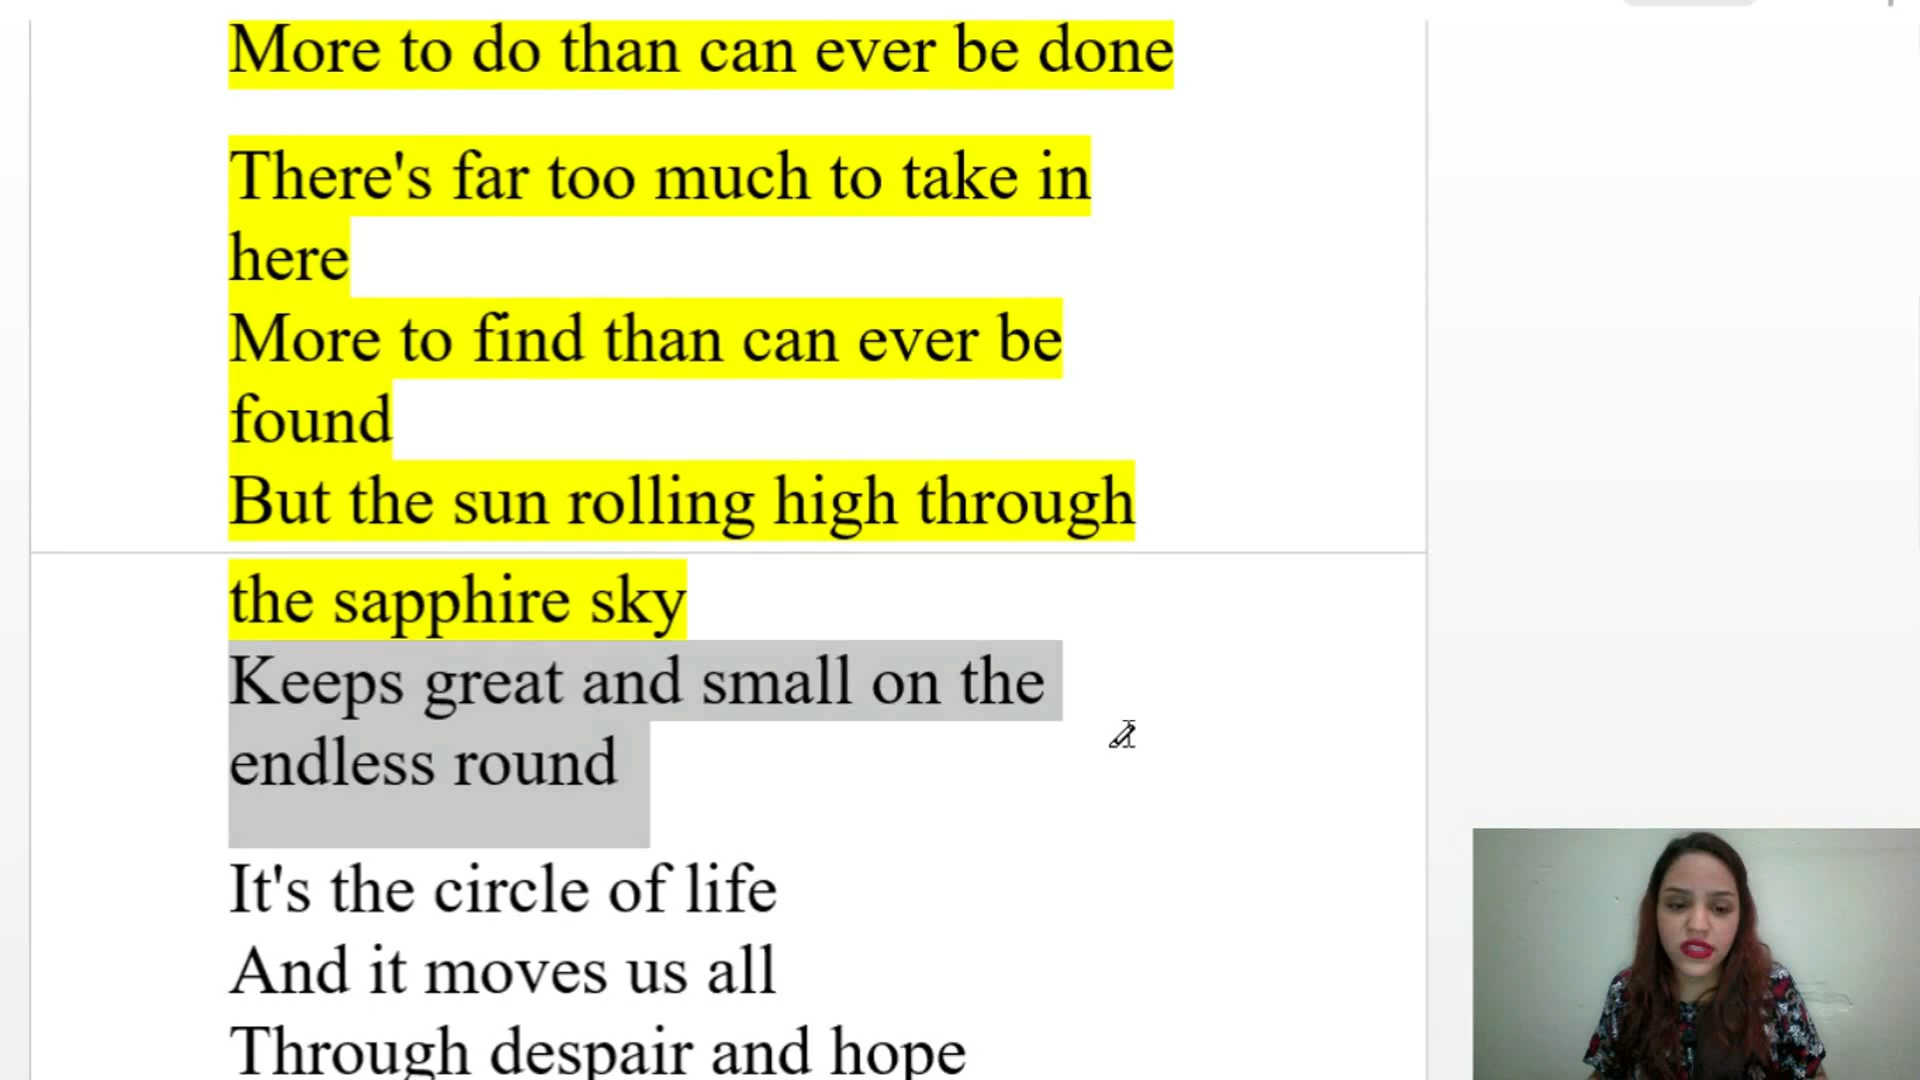 More to do than can ever be done
There's far too much to take in
here
More to find than can ever be
found
But the sun rolling high through
the sapphire sky
Keeps great and small on the
endless round
It's the circle of life
And it moves us all
Through despair and hope